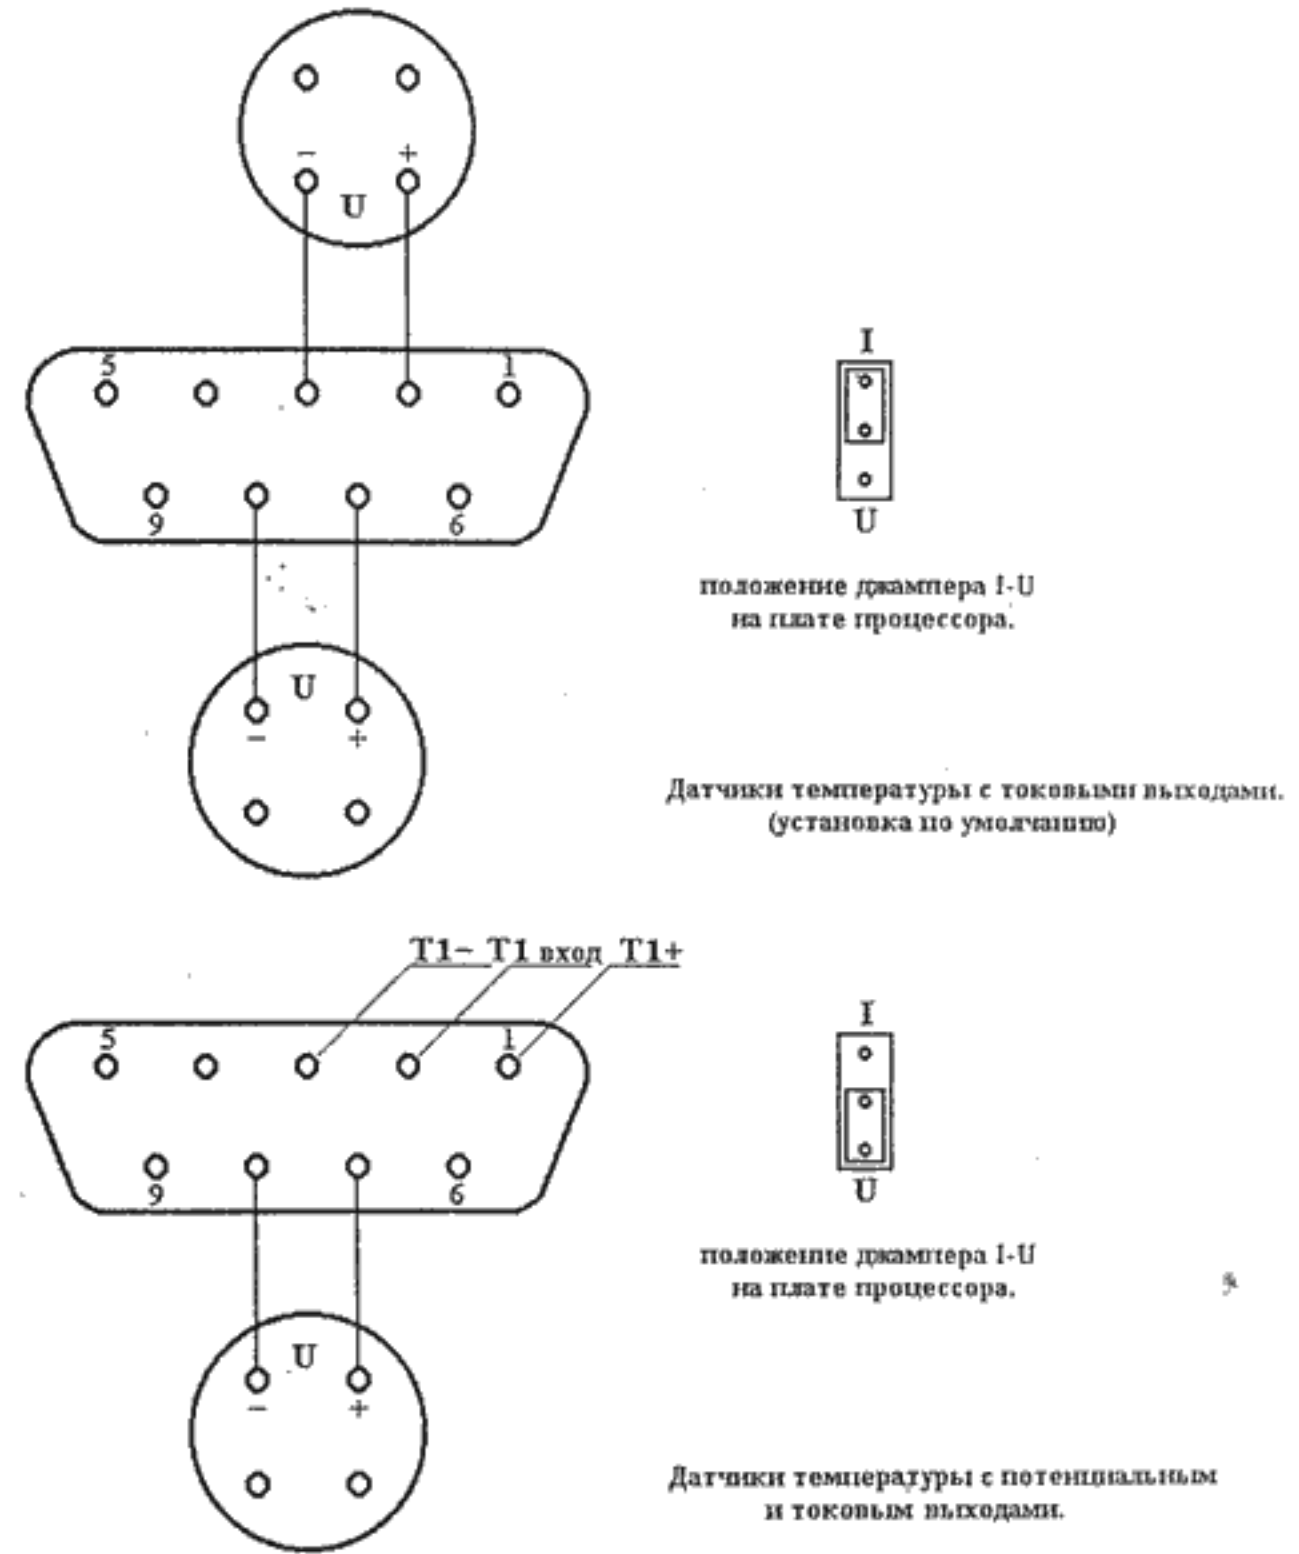 - +
U
5 1
9 6
I
U
положение джампера I-U
на плате процессора.
U
- +
Датчики температуры с токовыми выходами.
(установка по умолчанию)
T1- T1 вход T1+
5 1
9 6
I
U
положение джампера I-U
на плате процессора.
U
- +
Датчики температуры с потенциальным
и токовым выходами.